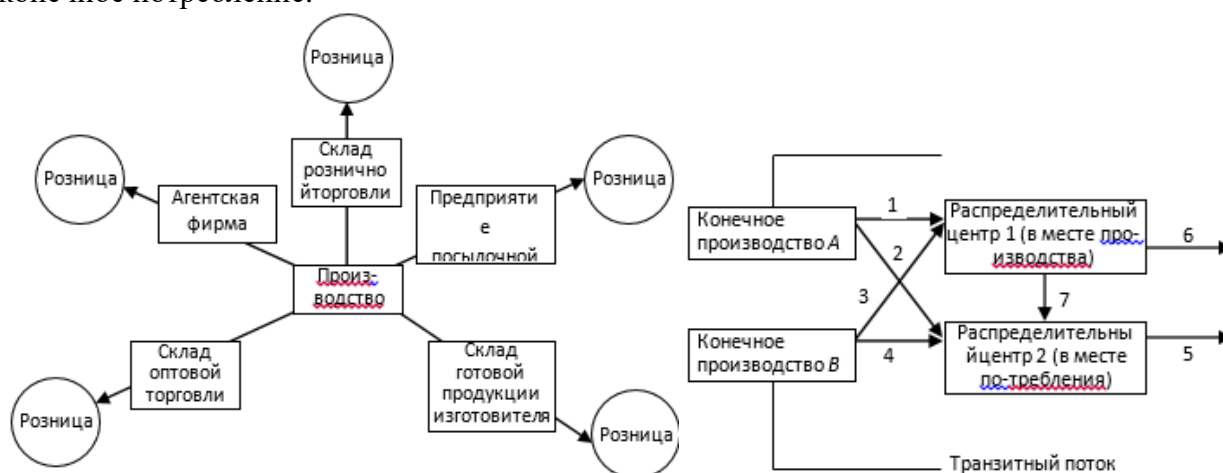 конечное потребление.
Розница
Розница
Склад
рознично
йторговли
Розница
Агентская
фирма
Предприяти
е
посылочной
Произ-
водство
Склад
оптовой
торговли
Розница
Склад
готовой
продукции
изготовителя
Розница
Конечное
производство A
1
2
3
4
Конечное
производство B
Распределительный
центр 1 (в месте про-
изводства)
6
7
Распределительны
йцентр 2 (в месте
по-требления)
5
Транзитный поток